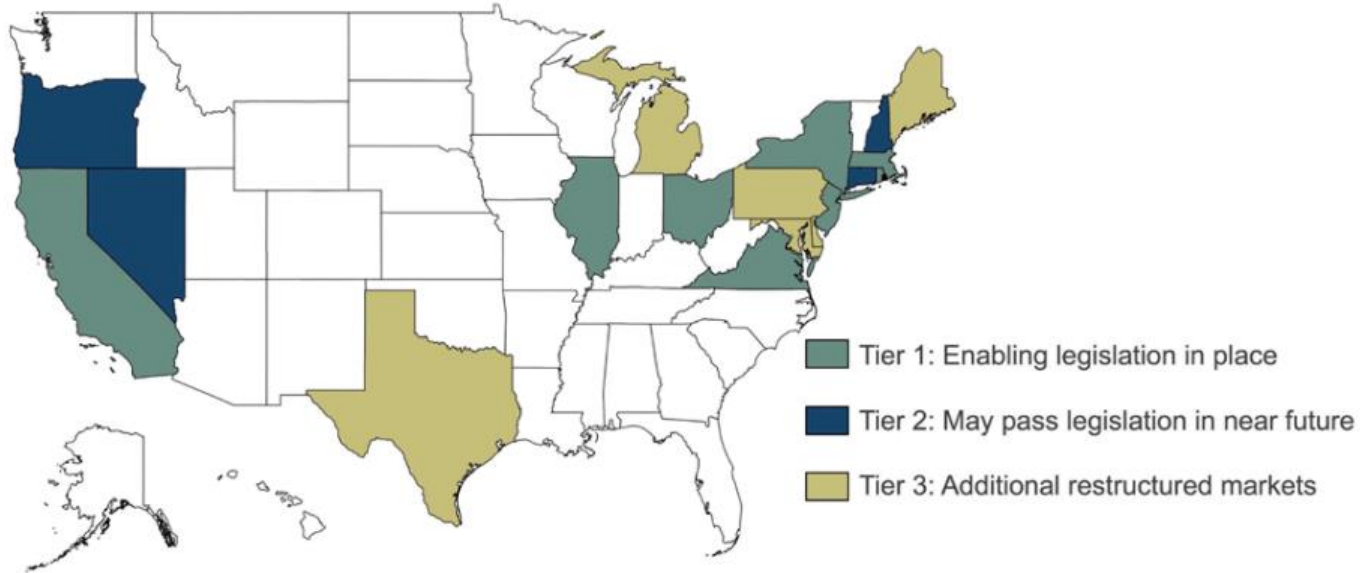 Tier 1: Enabling legislation in place
Tier 2: May pass legislation in near future
Tier 3: Additional restructured markets